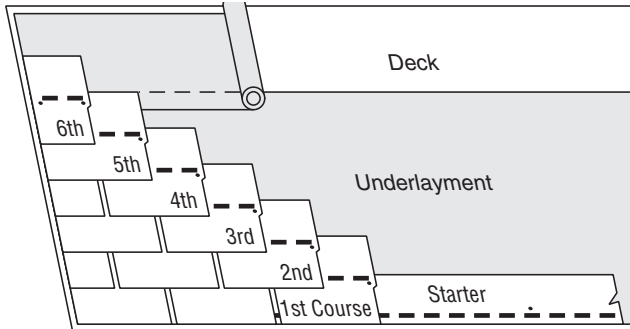 Deck
6th
5th
Underlayment
4th
3rd
2nd
1st Course
Starter